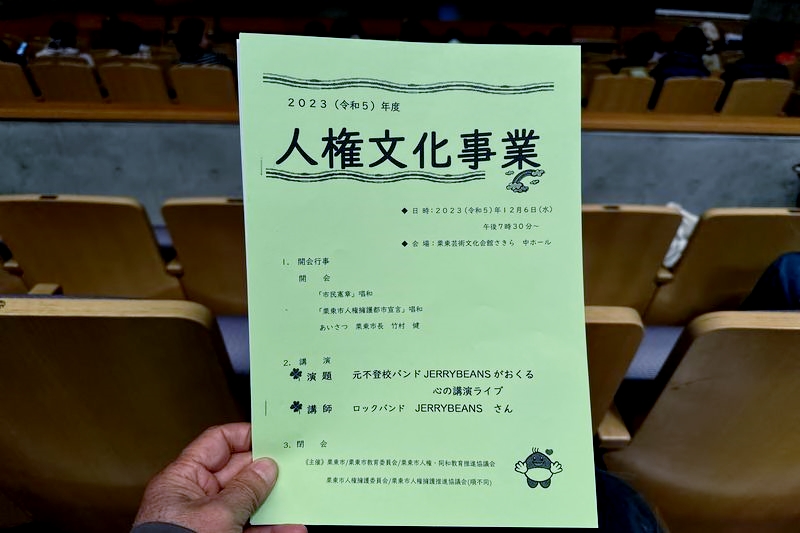 2023（令和5）年度
人権文化事業
◆ 日 時：2023(令和5)年12月6日(水)
午後7時30分～
◆ 会 場：栗東芸術文化会館さきら 中ホール
1. 開会行事
開 会
「市民憲章」唱和
「栗東市人権擁護都市宣言」唱和
あいさつ 栗東市長 竹村 健
2. 講 演
演 題 元不登校バンドJERRYBEANSがおくる
心の講演ライブ
講 師 ロックバンド JERRYBEANS さん
3. 閉 会
《主催》栗東市/栗東市教育委員会/栗東市人権・同和教育推進協議会
栗東市人権擁護委員会/栗東市人権擁護推進協議会(順不同)